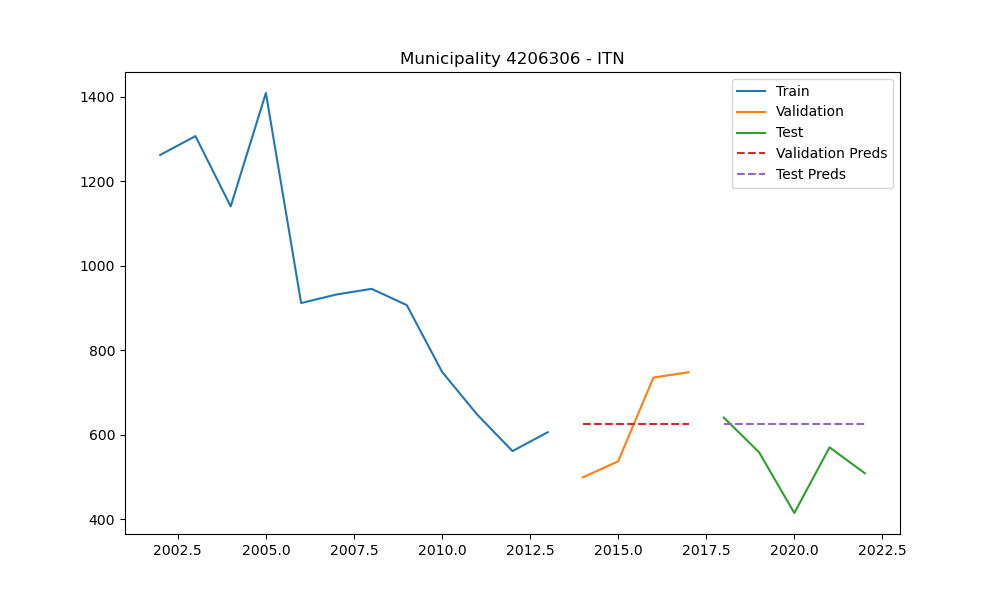 Municipality 4206306 - ITN
1400
1200
1000
800
600
400
Train
Validation
Test
Validation Preds
Test Preds
2002.5 2005.0 2007.5 2010.0 2012.5 2015.0 2017.5 2020.0 2022.5